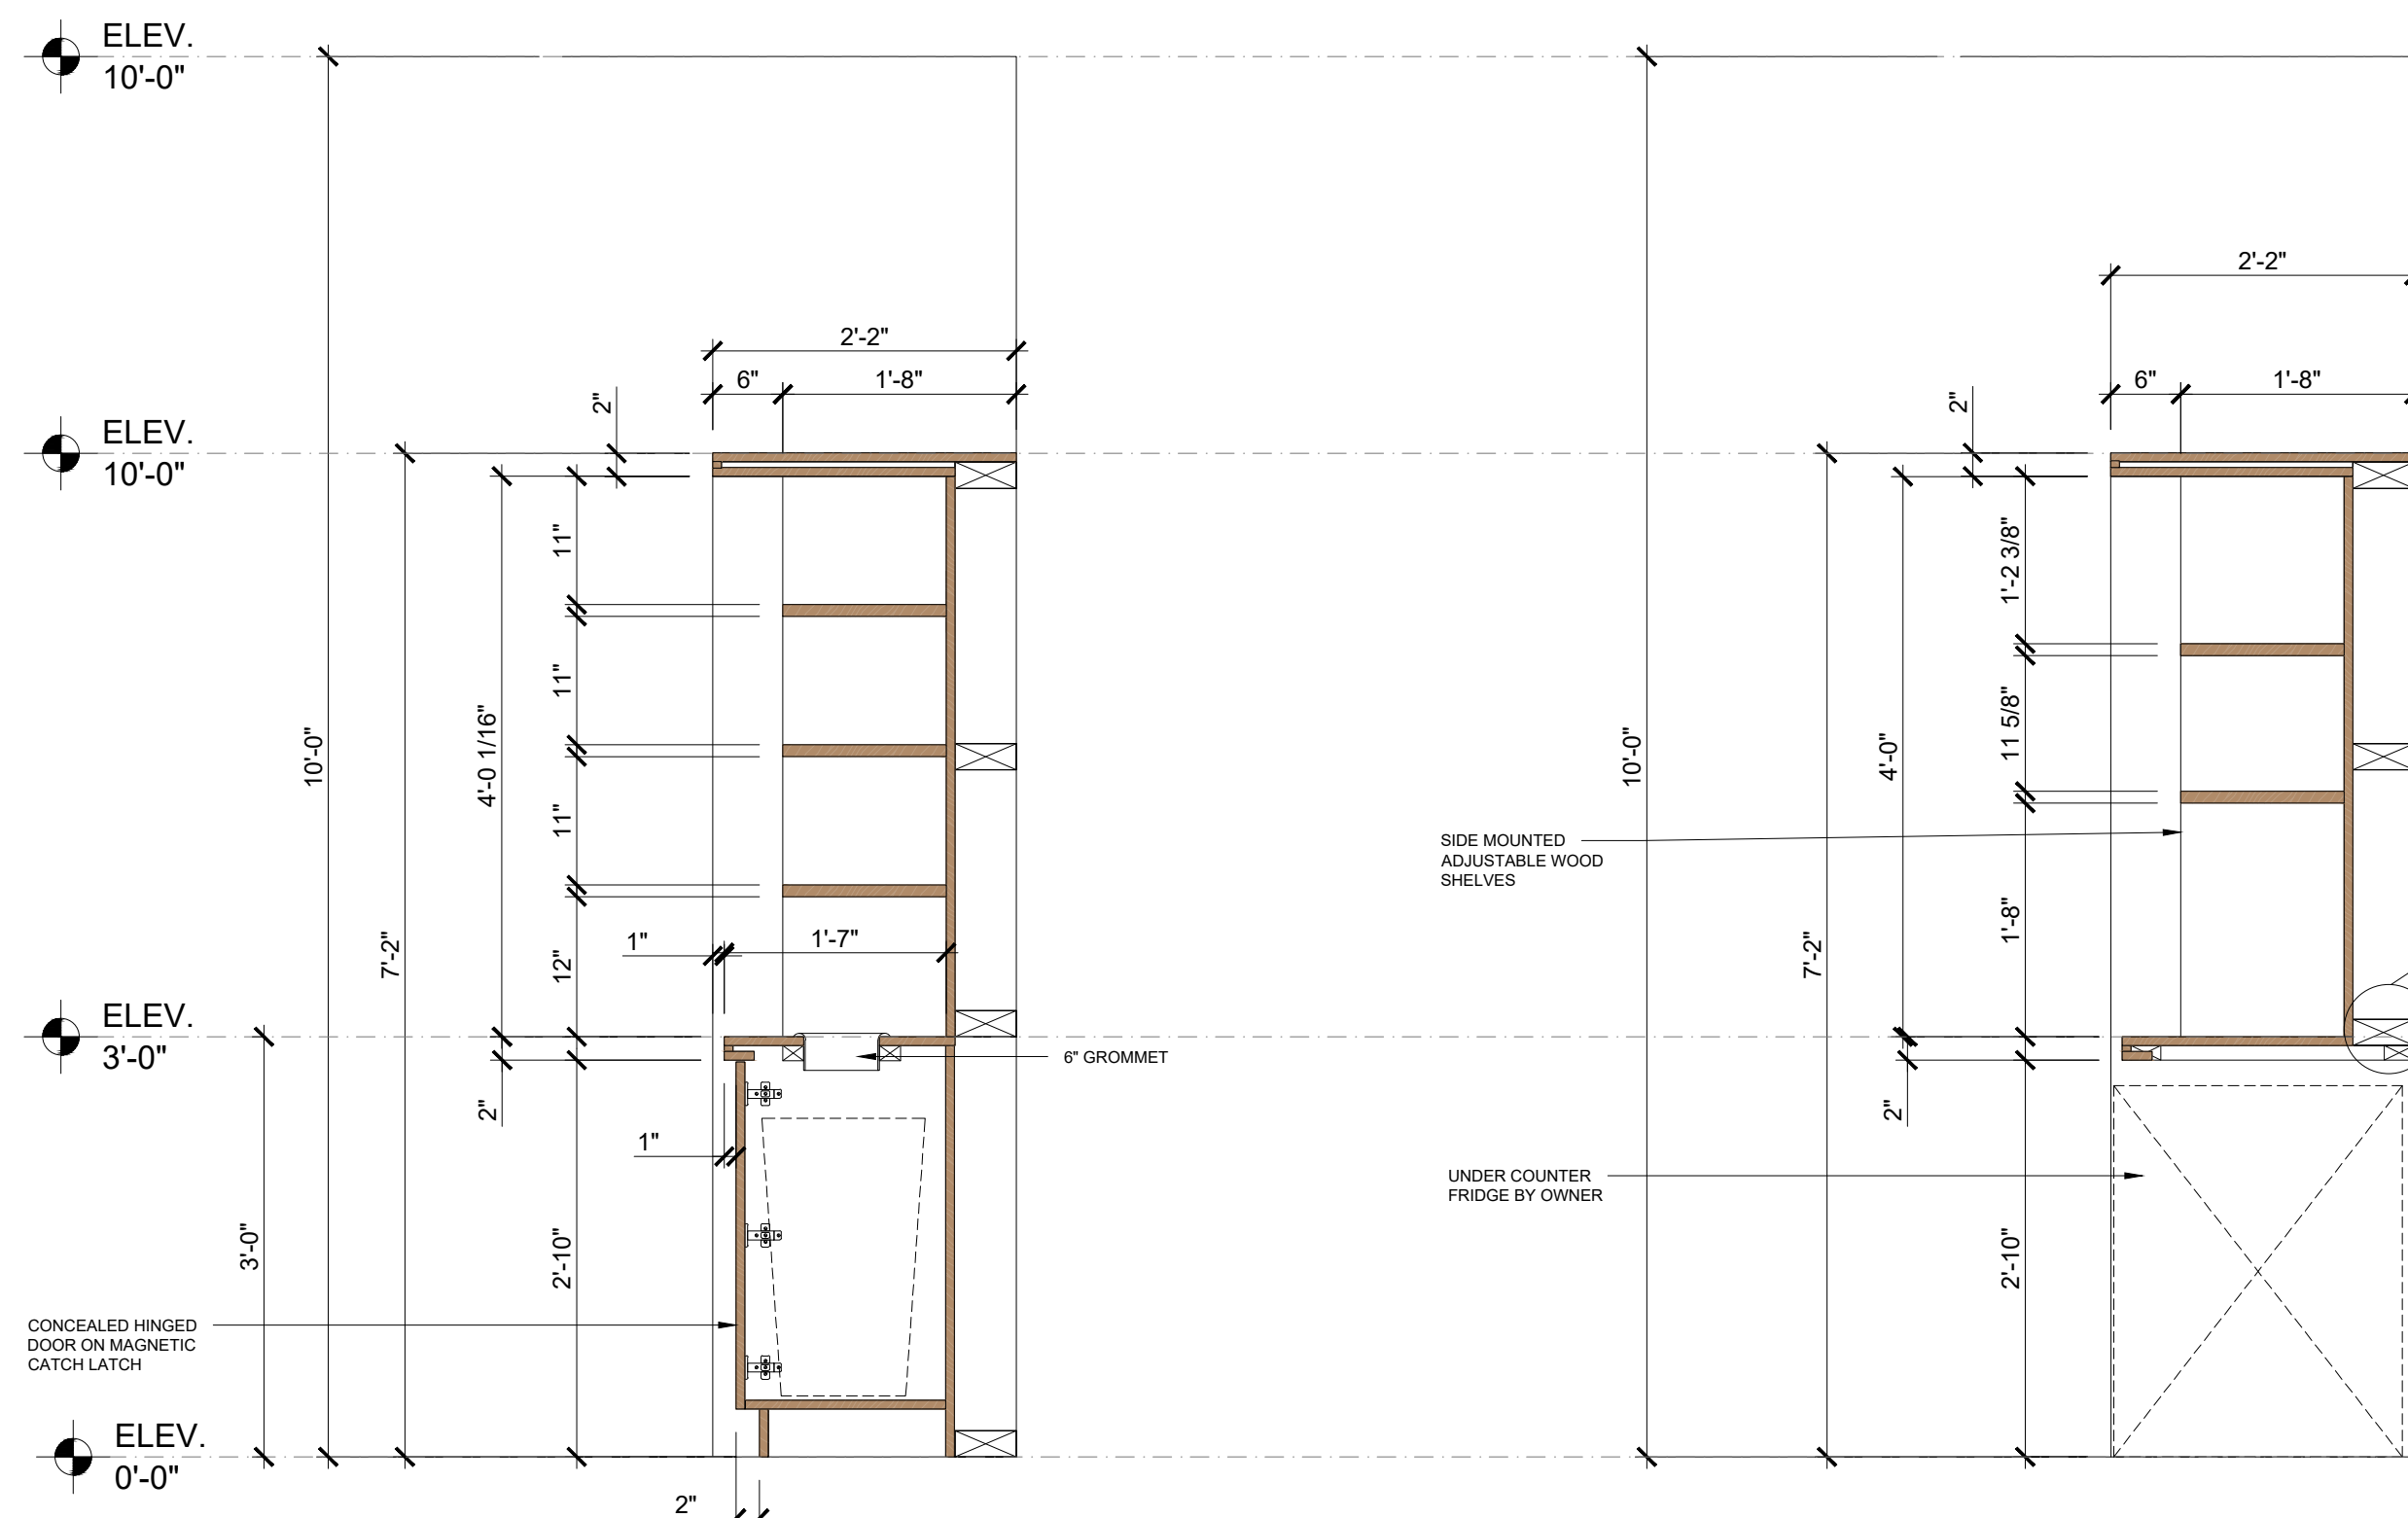 ELEV.
10'-0"
2'-2"
2'-2"
6"
1'-8"
6"
1'-8"
2"
2"
ELEV.
10'-0"
11"
1'-2 3/8"
11"
11 5/8"
4'-0 1/16"
10'-0"
10'-0"
4'-0"
11"
SIDE MOUNTED
ADJUSTABLE WOOD
SHELVES
1"
1'-7"
7'-2"
12"
7'-2"
1'-8"
ELEV.
3'-0"
6" GROMMET
2"
2"
1"
UNDER COUNTER
FRIDGE BY OWNER
3'-0"
2'-10"
2'-10"
CONCEALED HINGED
DOOR ON MAGNETIC
CATCH LATCH
ELEV.
0'-0"
2"